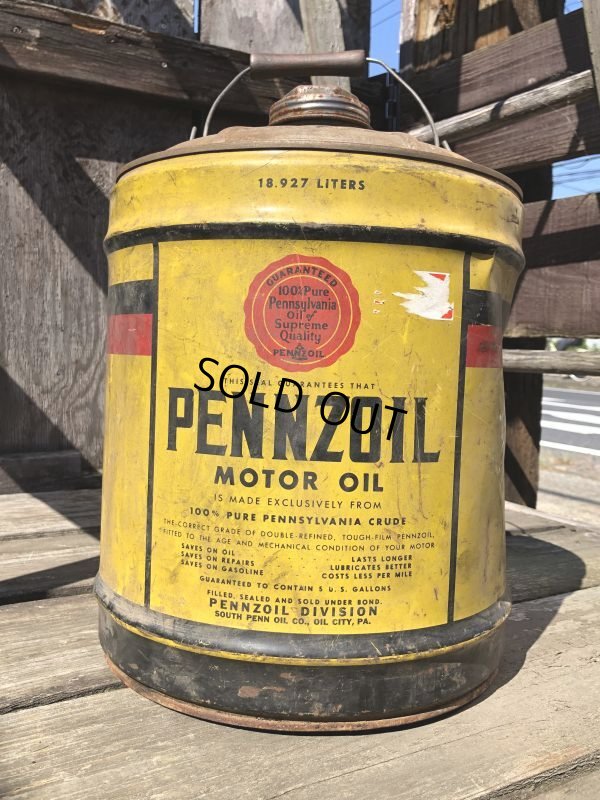 18.927 LITERS
GUARANTEED
100% Pure
Pennsylvania
Oil of
Supreme
Quality
PENNZOIL
THIS SEAL GUARANTEES THAT
SOLD OUT
PENNZOIL
MOTOR OIL
IS MADE EXCLUSIVELY FROM
100% PURE PENNSYLVANIA CRUDE
THE CORRECT GRADE OF DOUBLE-REFINED, TOUGH-FILM PENNZOIL,
FITTED TO THE AGE AND MECHANICAL CONDITION OF YOUR MOTOR
SAVES ON OIL
SAVES ON REPAIRS
SAVES ON GASOLINE
LASTS LONGER
LUBRICATES BETTER
COSTS LESS PER MILE
GUARANTEED TO CONTAIN 5 U.S. GALLONS
FILLED, SEALED AND SOLD UNDER BOND.
PENNZOIL DIVISION
SOUTH PENN OIL CO., OIL CITY, PA.